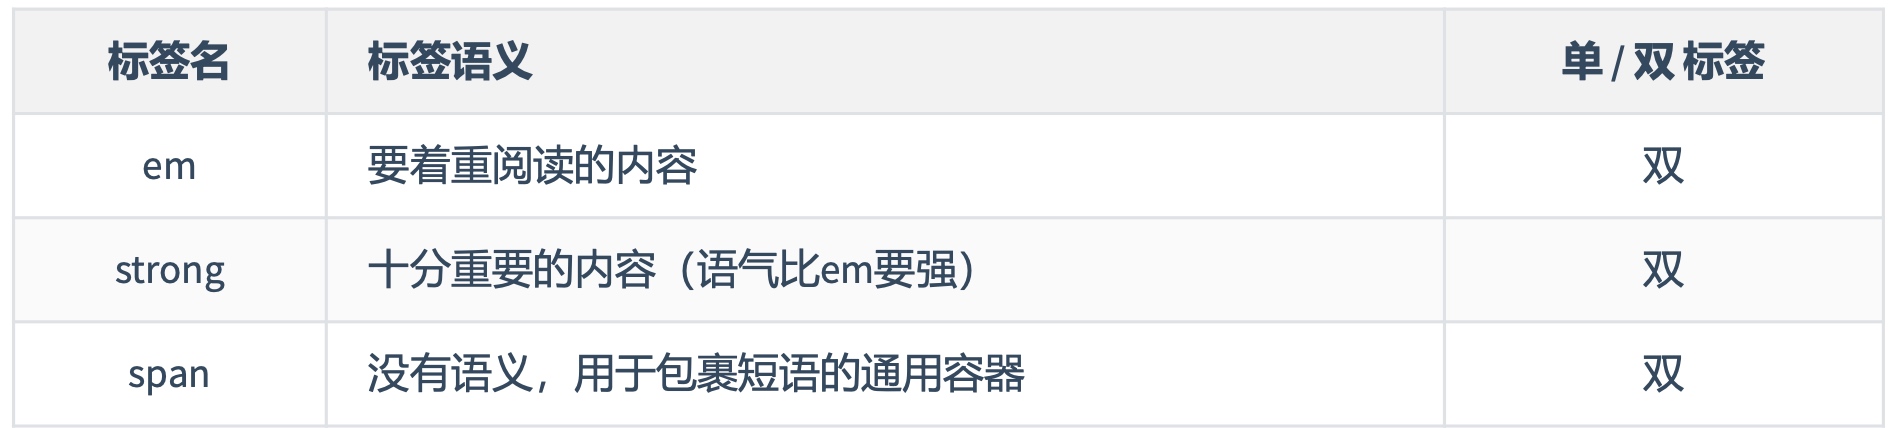 标签名 标签语义 单 / 双 标签
em 要着重阅读的内容 双
strong 十分重要的内容（语气比em要强） 双
span 没有语义，用于包裹短语的通用容器 双